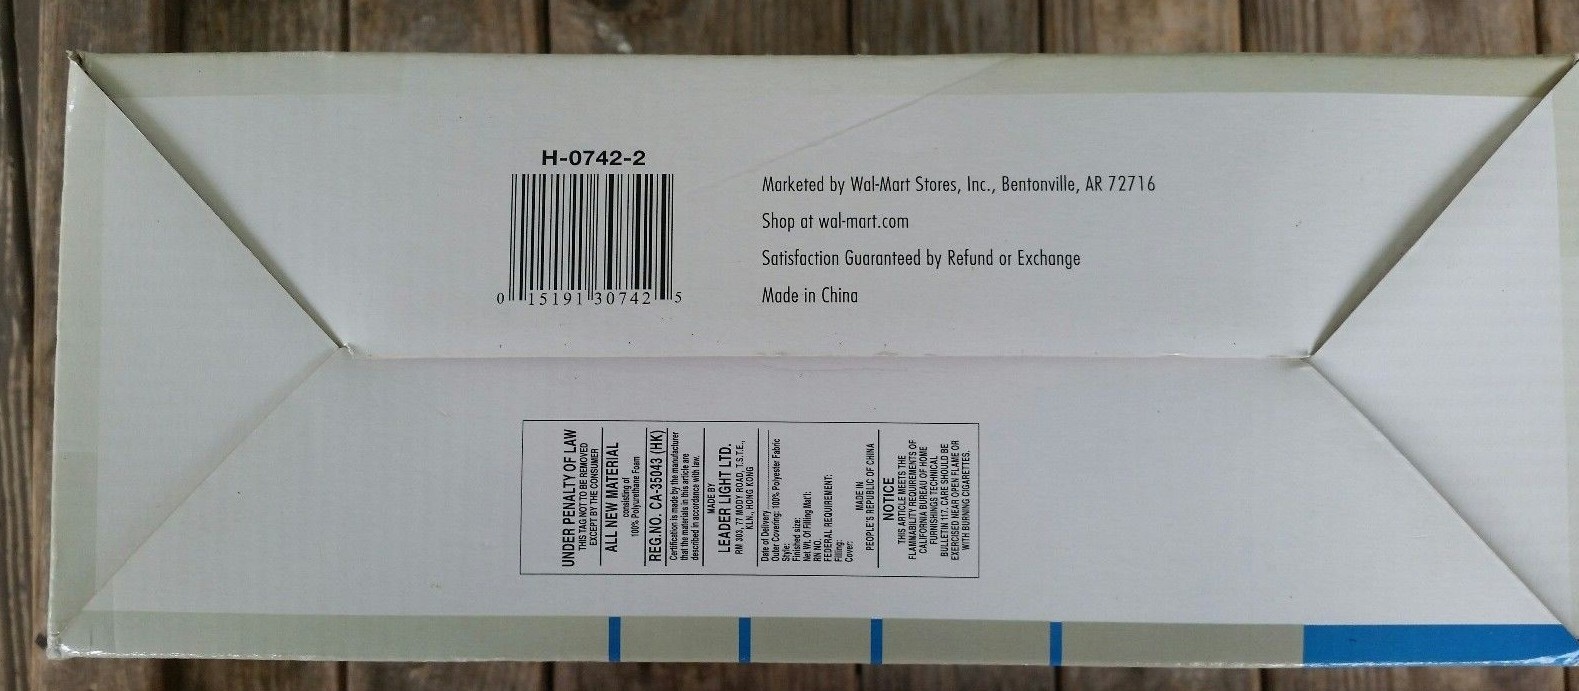 H-0742-2
0 15191 30742 5
Marketed by Wal-Mart Stores, Inc., Bentonville, AR 72716
Shop at wal-mart.com
Satisfaction Guaranteed by Refund or Exchange
Made in China
UNDER PENALTY OF LAW
THIS TAG NOT TO BE REMOVED
EXCEPT BY THE CONSUMER
ALL NEW MATERIAL
consisting of
100% Polyurethane Foam
REG.NO. CA-35043 (HK)
Certification is made by the manufacturer
that the materials in this article are
described in accordance with law.
MADE BY
LEADER LIGHT LTD.
RM 303, 77 MODY ROAD, T.S.T.E.,
KLN., HONG KONG
Date of Delivery
Outer Covering: 100% Polyester Fabric
Style:
Finished size:
Net Wt. Of Filling Mat'l:
RN NO.
FEDERAL REQUIREMENT:
Filling:
Cover:
MADE IN
PEOPLE'S REPUBLIC OF CHINA
NOTICE
THIS ARTICLE MEETS THE
FLAMMABILITY REQUIREMENTS OF
CALIFORNIA BUREAU OF HOME
FURNISHINGS TECHNICAL
BULLETIN 117. CARE SHOULD BE
EXERCISED NEAR OPEN FLAME OR
WITH BURNING CIGARETTES.